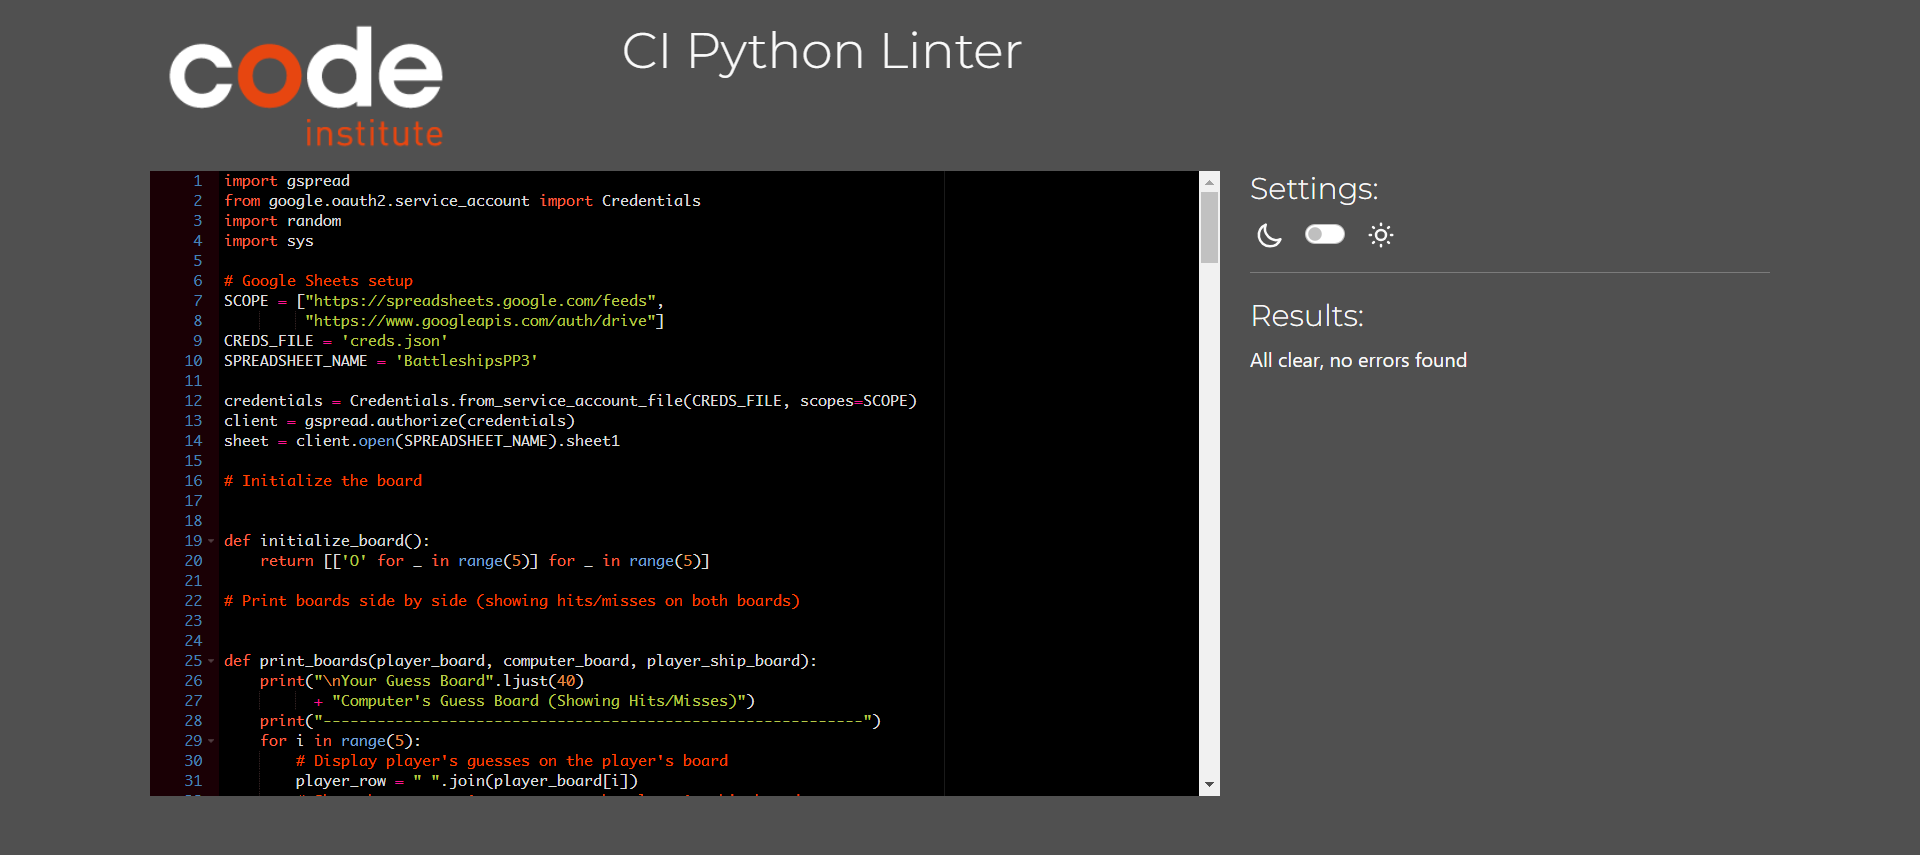 code
institute
CI Python Linter
1 import gspread
2 from google.oauth2.service_account import Credentials
3 import random
4 import sys
5
6 # Google Sheets setup
7 SCOPE = ["https://spreadsheets.google.com/feeds",
8          "https://www.googleapis.com/auth/drive"]
9 CREDS_FILE = 'creds.json'
10 SPREADSHEET_NAME = 'BattleshipsPP3'
11
12 credentials = Credentials.from_service_account_file(CREDS_FILE, scopes=SCOPE)
13 client = gspread.authorize(credentials)
14 sheet = client.open(SPREADSHEET_NAME).sheet1
15
16 # Initialize the board
17
18
19 def initialize_board():
20     return [['O' for _ in range(5)] for _ in range(5)]
21
22 # Print boards side by side (showing hits/misses on both boards)
23
24
25 def print_boards(player_board, computer_board, player_ship_board):
26     print("\nYour Guess Board".ljust(40)
27           + "Computer's Guess Board (Showing Hits/Misses)")
28     print("------------------------------------------------------------")
29     for i in range(5):
30         # Display player's guesses on the player's board
31         player_row = " ".join(player_board[i])
Settings:
Results:
All clear, no errors found